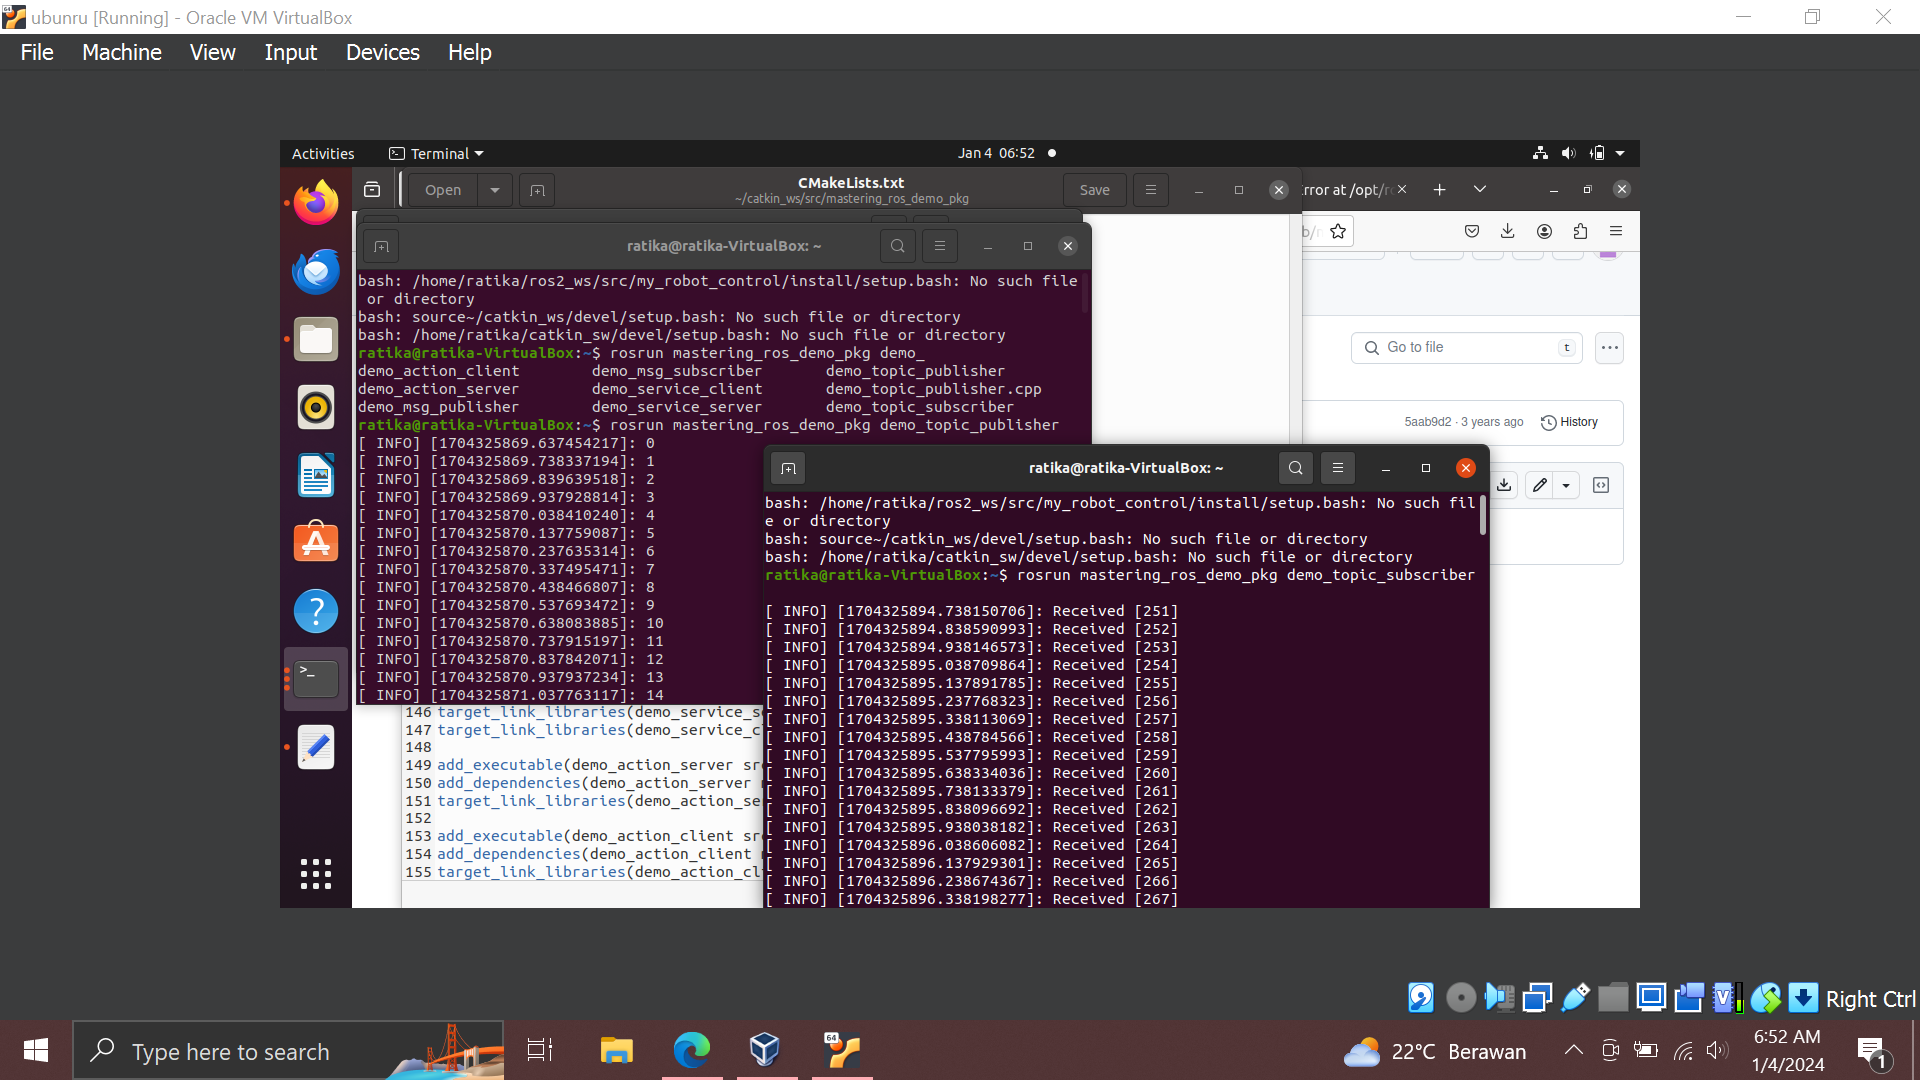 ubunru [Running] - Oracle VM VirtualBox
File Machine View Input Devices Help
Activities
Terminal
Jan 4 06:52
Open
CMakeLists.txt
~/catkin_ws/src/mastering_ros_demo_pkg
Save
rror at /opt/r
ratika@ratika-VirtualBox: ~
bash: /home/ratika/ros2_ws/src/my_robot_control/install/setup.bash: No such file
or directory
bash: source~/catkin_ws/devel/setup.bash: No such file or directory
bash: /home/ratika/catkin_sw/devel/setup.bash: No such file or directory
ratika@ratika-VirtualBox:~$ rosrun mastering_ros_demo_pkg demo_
demo_action_client demo_msg_subscriber demo_topic_publisher
demo_action_server demo_service_client demo_topic_publisher.cpp
demo_msg_publisher demo_service_server demo_topic_subscriber
ratika@ratika-VirtualBox:~$ rosrun mastering_ros_demo_pkg demo_topic_publisher
[ INFO] [1704325869.637454217]: 0
[ INFO] [1704325869.738337194]: 1
[ INFO] [1704325869.839639518]: 2
[ INFO] [1704325869.937928814]: 3
[ INFO] [1704325870.038410240]: 4
[ INFO] [1704325870.137759087]: 5
[ INFO] [1704325870.237635314]: 6
[ INFO] [1704325870.337495471]: 7
[ INFO] [1704325870.438466807]: 8
[ INFO] [1704325870.537693472]: 9
[ INFO] [1704325870.638083885]: 10
[ INFO] [1704325870.737915197]: 11
[ INFO] [1704325870.837842071]: 12
[ INFO] [1704325870.937937234]: 13
[ INFO] [1704325871.037763117]: 14
Go to file
t
5aab9d2 · 3 years ago
History
ratika@ratika-VirtualBox: ~
bash: /home/ratika/ros2_ws/src/my_robot_control/install/setup.bash: No such fil
e or directory
bash: source~/catkin_ws/devel/setup.bash: No such file or directory
bash: /home/ratika/catkin_sw/devel/setup.bash: No such file or directory
ratika@ratika-VirtualBox:~$ rosrun mastering_ros_demo_pkg demo_topic_subscriber
[ INFO] [1704325894.738150706]: Received [251]
[ INFO] [1704325894.838590993]: Received [252]
[ INFO] [1704325894.938146573]: Received [253]
[ INFO] [1704325895.038709864]: Received [254]
[ INFO] [1704325895.137891785]: Received [255]
[ INFO] [1704325895.237768323]: Received [256]
[ INFO] [1704325895.338113069]: Received [257]
[ INFO] [1704325895.438784566]: Received [258]
[ INFO] [1704325895.537795993]: Received [259]
[ INFO] [1704325895.638334036]: Received [260]
[ INFO] [1704325895.738133379]: Received [261]
[ INFO] [1704325895.838096692]: Received [262]
[ INFO] [1704325895.938038182]: Received [263]
[ INFO] [1704325896.038606082]: Received [264]
[ INFO] [1704325896.137929301]: Received [265]
[ INFO] [1704325896.238674367]: Received [266]
[ INFO] [1704325896.338198277]: Received [267]
146 target_link_libraries(demo_service_s
147 target_link_libraries(demo_service_c
148
149 add_executable(demo_action_server sr
150 add_dependencies(demo_action_server
151 target_link_libraries(demo_action_se
152
153 add_executable(demo_action_client sr
154 add_dependencies(demo_action_client
155 target_link_libraries(demo_action_cl
Right Ctrl
Type here to search
64
22°C Berawan
6:52 AM
1/4/2024
1